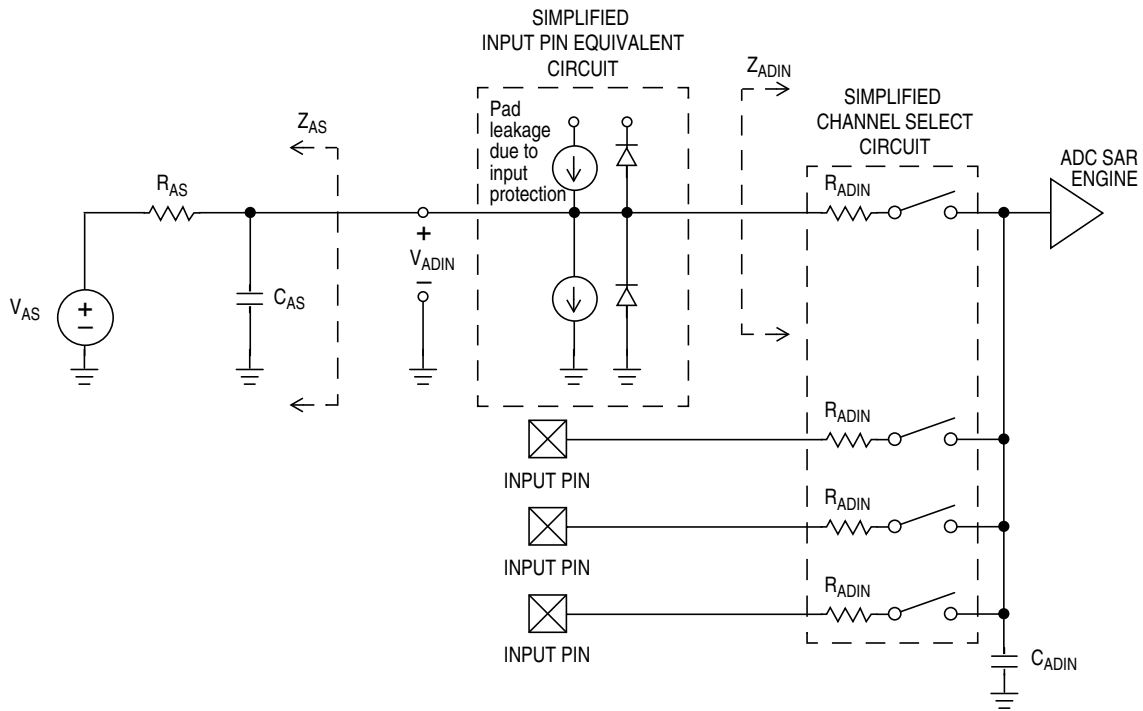 SIMPLIFIED
INPUT PIN EQUIVALENT
CIRCUIT
Z_ADIN
SIMPLIFIED
CHANNEL SELECT
CIRCUIT
Pad
leakage
due to
input
protection
Z_AS
R_AS
R_ADIN
ADC SAR
ENGINE
+
V_ADIN
–
V_AS
+
–
C_AS
R_ADIN
INPUT PIN
R_ADIN
INPUT PIN
R_ADIN
INPUT PIN
C_ADIN